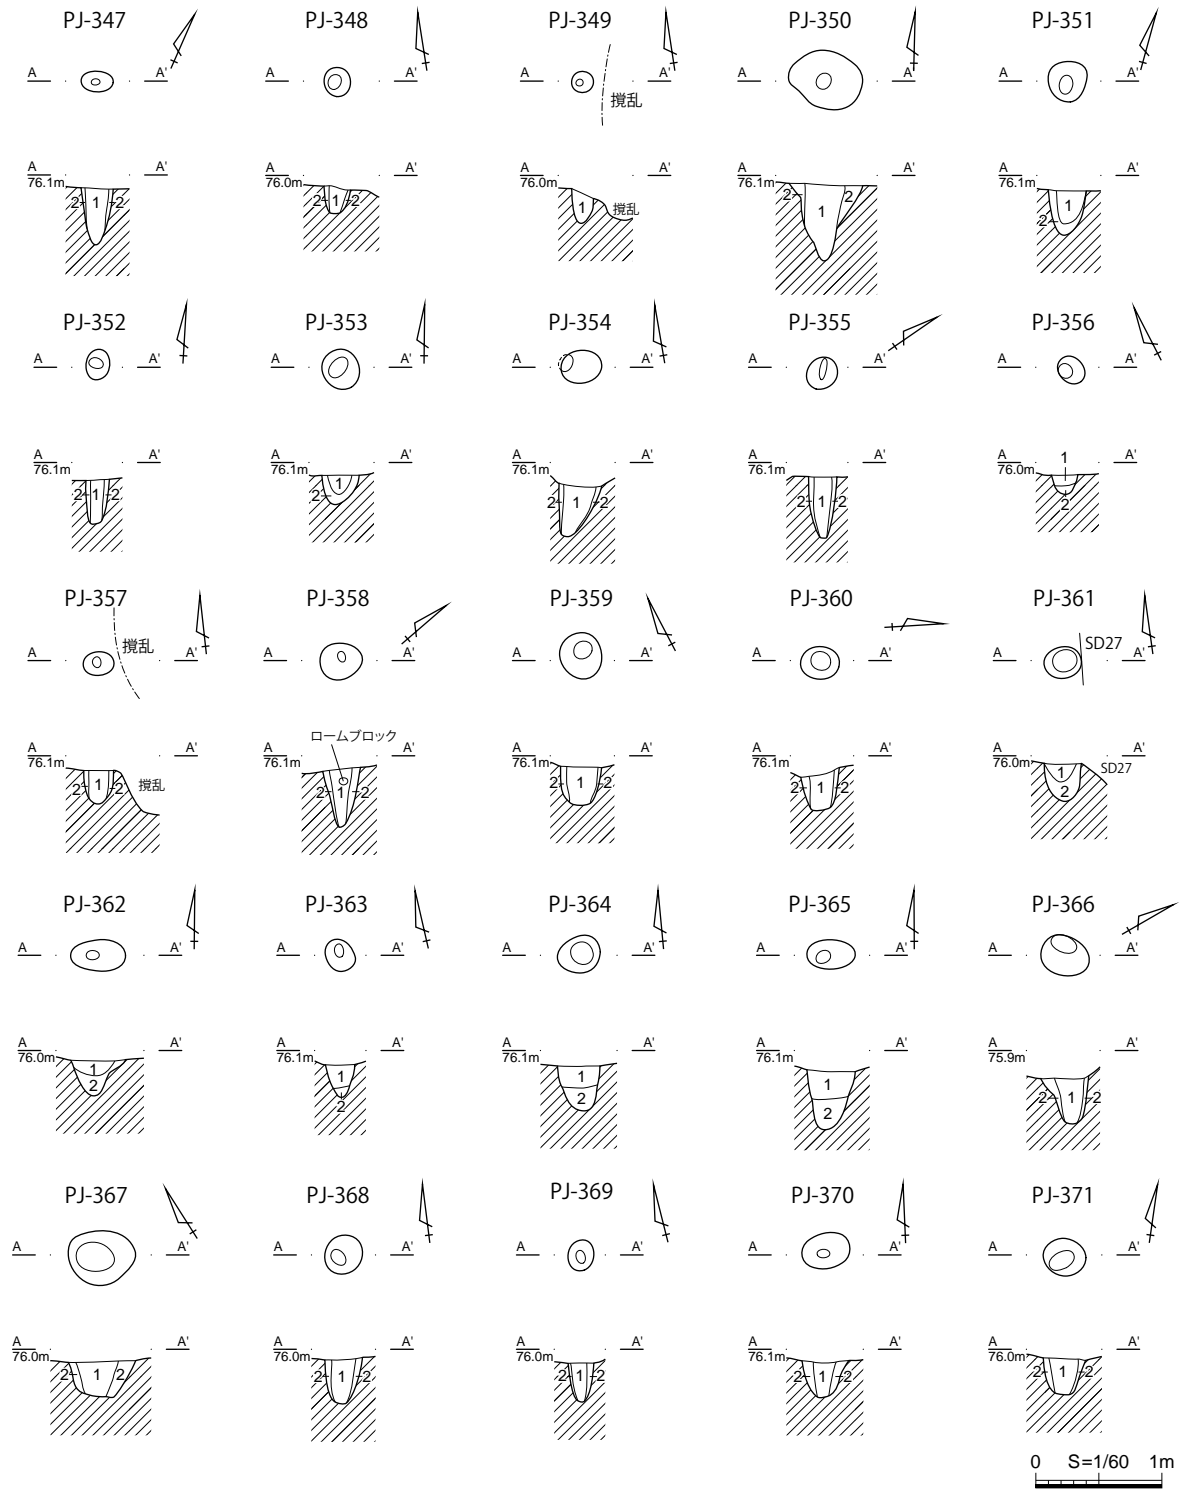 PJ-347 PJ-348 PJ-349 PJ-350 PJ-351
A A' A A' A A' A A' A A'
撹乱
A A' A A' A A' A A' A A'
76.1m 76.0m 76.0m 76.1m 76.1m
2 1 2 2 1 2 1 撹乱 2 1 2 1 2
PJ-352 PJ-353 PJ-354 PJ-355 PJ-356
A A' A A' A A' A A' A A'
A A' A A' A A' A A' A 1 A'
76.1m 76.1m 76.1m 76.1m 76.0m
2 1 2 1 2 2 1 2 2 1 2 2
PJ-357 PJ-358 PJ-359 PJ-360 PJ-361
撹乱 SD27
A A' A A' A A' A A' A A'
ロームブロック
A A' A A' A A' A A' A A'
76.1m 76.1m 76.1m 76.1m 76.0m
2 1 2 撹乱 2 1 2 2 1 2 2 1 2 1 2 SD27
PJ-362 PJ-363 PJ-364 PJ-365 PJ-366
A A' A A' A A' A A' A A'
A A' A A' A A' A A' A A'
76.0m 76.1m 76.1m 76.1m 75.9m
1 2 1 2 1 2 1 2 2 1 2
PJ-367 PJ-368 PJ-369 PJ-370 PJ-371
A A' A A' A A' A A' A A'
A A' A A' A A' A A' A A'
76.0m 76.0m 76.0m 76.1m 76.0m
2 1 2 2 1 2 2 1 2 2 1 2 2 1 2
0 S=1/60 1m